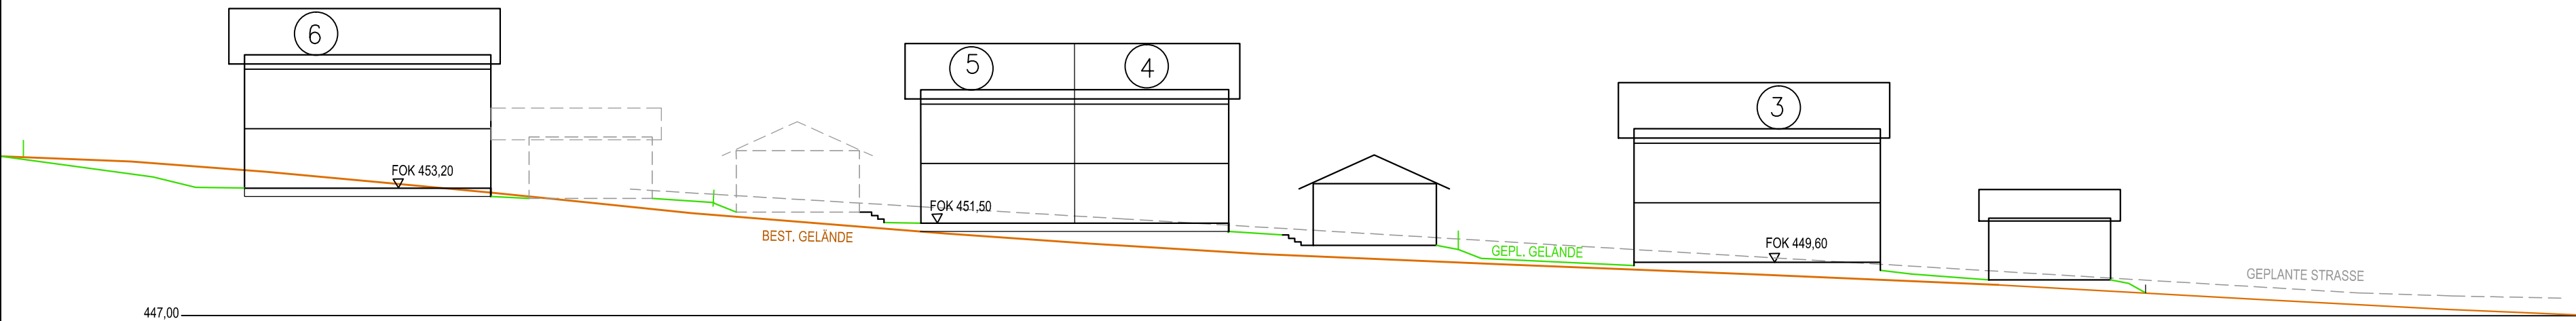 6
5
4
3
FOK 453,20
FOK 451,50
BEST. GELÄNDE
GEPL. GELÄNDE
FOK 449,60
GEPLANTE STRASSE
447,00